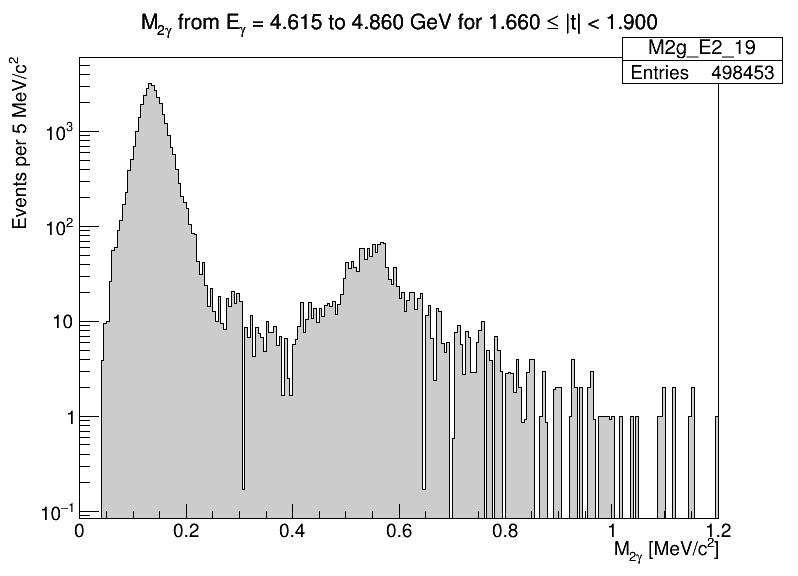 M₂γ from Eγ = 4.615 to 4.860 GeV for 1.660 ≤ |t| < 1.900
M2g_E2_19
Entries 498453
Events per 5 MeV/c²
10³
10²
10
1
10⁻¹
0 0.2 0.4 0.6 0.8 1 1.2
M₂γ [MeV/c²]